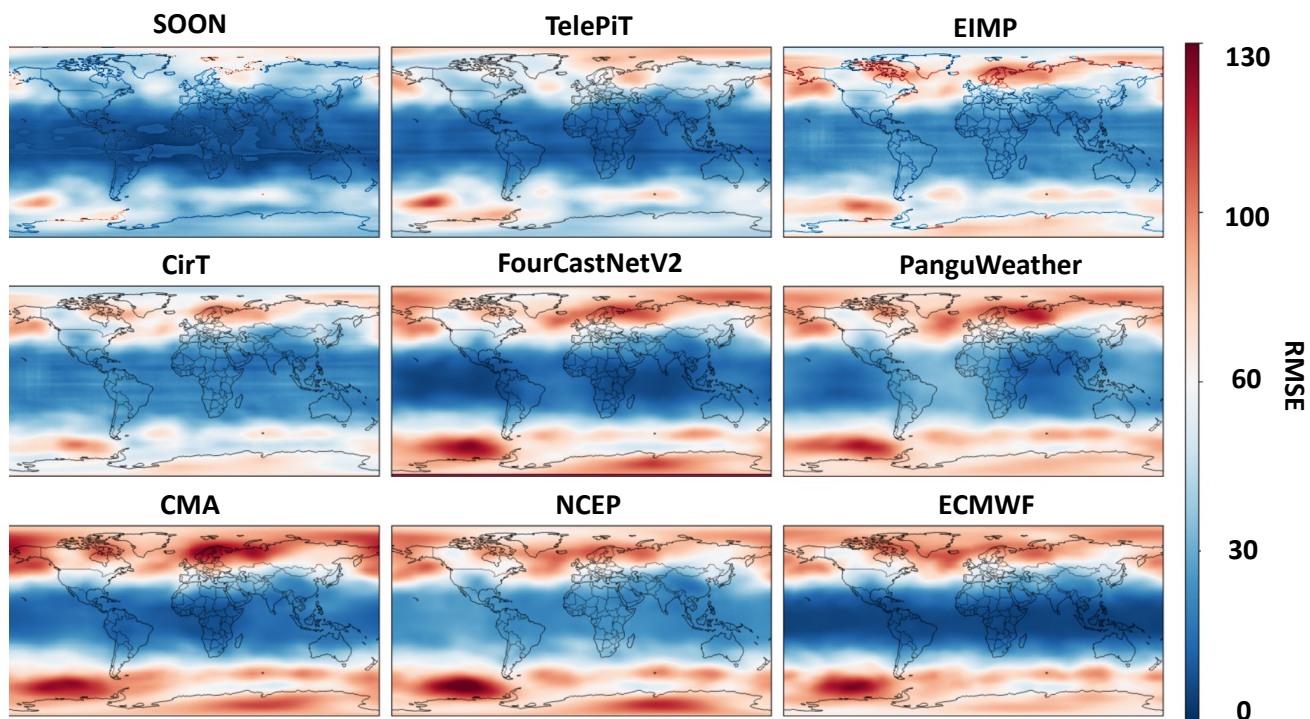 SOON
TelePiT
EIMP
CirT
FourCastNetV2
PanguWeather
CMA
NCEP
ECMWF
130
100
60
30
0
RMSE